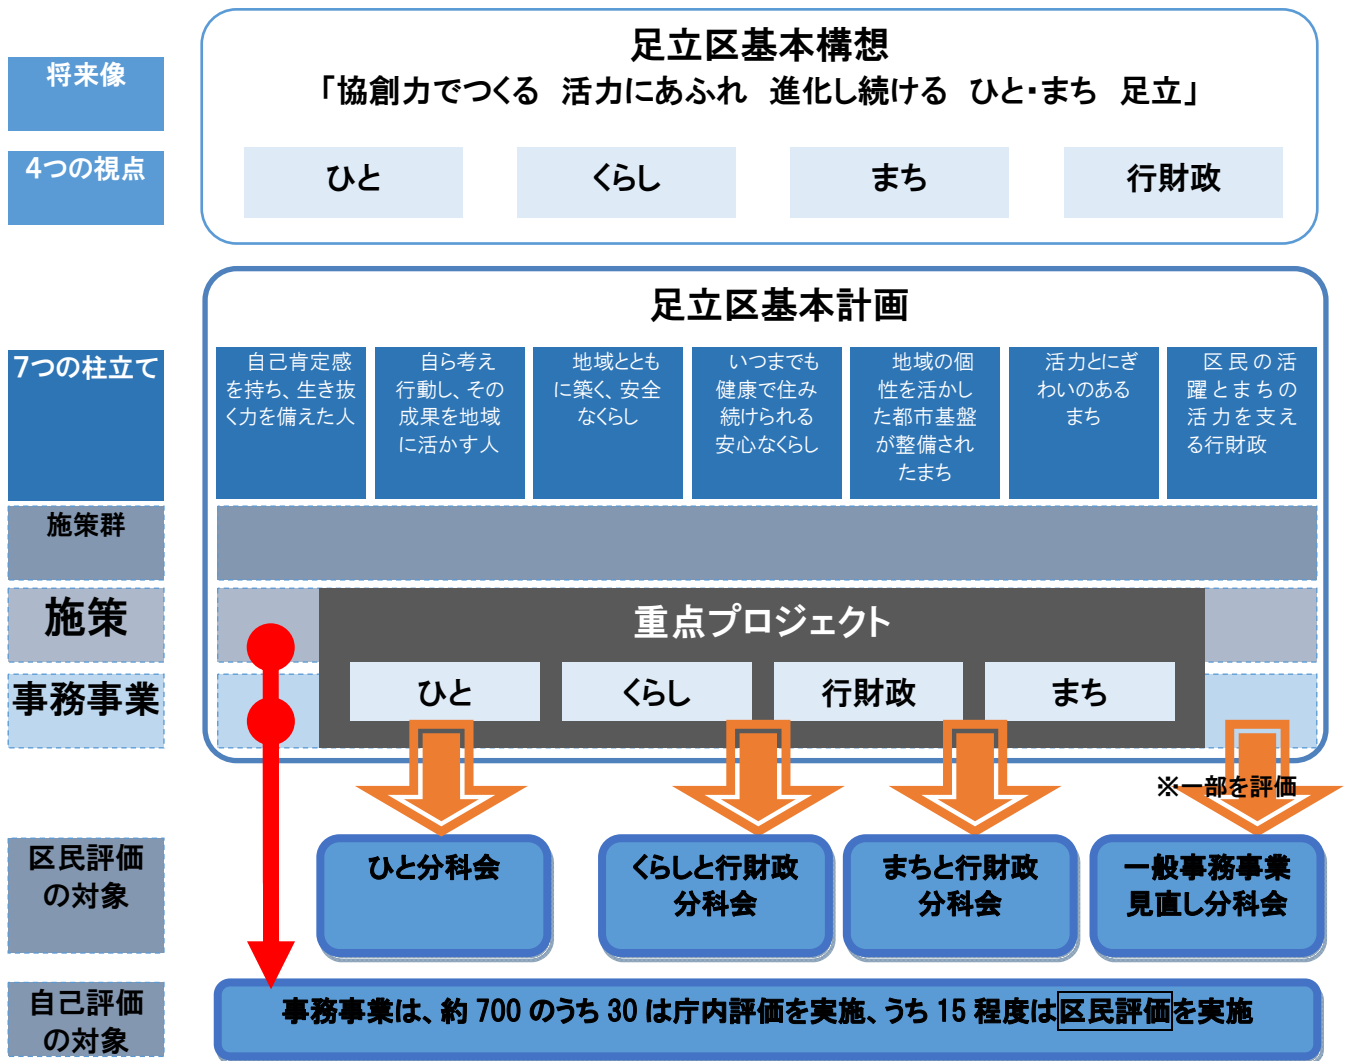 足立区基本構想
「協創力でつくる 活力にあふれ 進化し続ける ひと・まち 足立」
将来像
4つの視点
ひと
くらし
まち
行財政
足立区基本計画
7つの柱立て
自己肯定感
を持ち、生き抜
く力を備えた人
自ら考え
行動し、その
成果を地域
に活かす人
地域ととも
に築く、安全
なくらし
いつまでも
健康で住み
続けられる
安心なくらし
地域の個
性を活かし
た都市基盤
が整備され
たまち
活力とにぎ
わいのある
まち
区民の活
躍とまちの
活力を支え
る行財政
施策群
施策
重点プロジェクト
事務事業
ひと
くらし
行財政
まち
※一部を評価
区民評価
の対象
ひと分科会
くらしと行財政
分科会
まちと行財政
分科会
一般事務事業
見直し分科会
自己評価
の対象
事務事業は、約 700 のうち 30 は庁内評価を実施、うち 15 程度は区民評価を実施